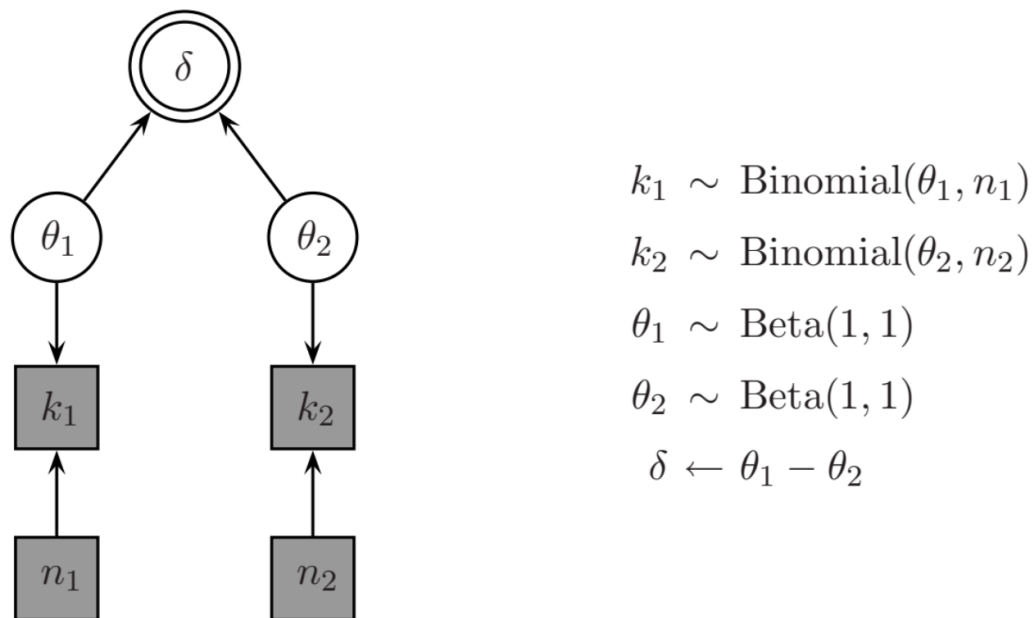 δ
θ₁ θ₂
k₁ k₂
n₁ n₂
k₁ ∼ Binomial(θ₁, n₁)
k₂ ∼ Binomial(θ₂, n₂)
θ₁ ∼ Beta(1, 1)
θ₂ ∼ Beta(1, 1)
δ ← θ₁ − θ₂